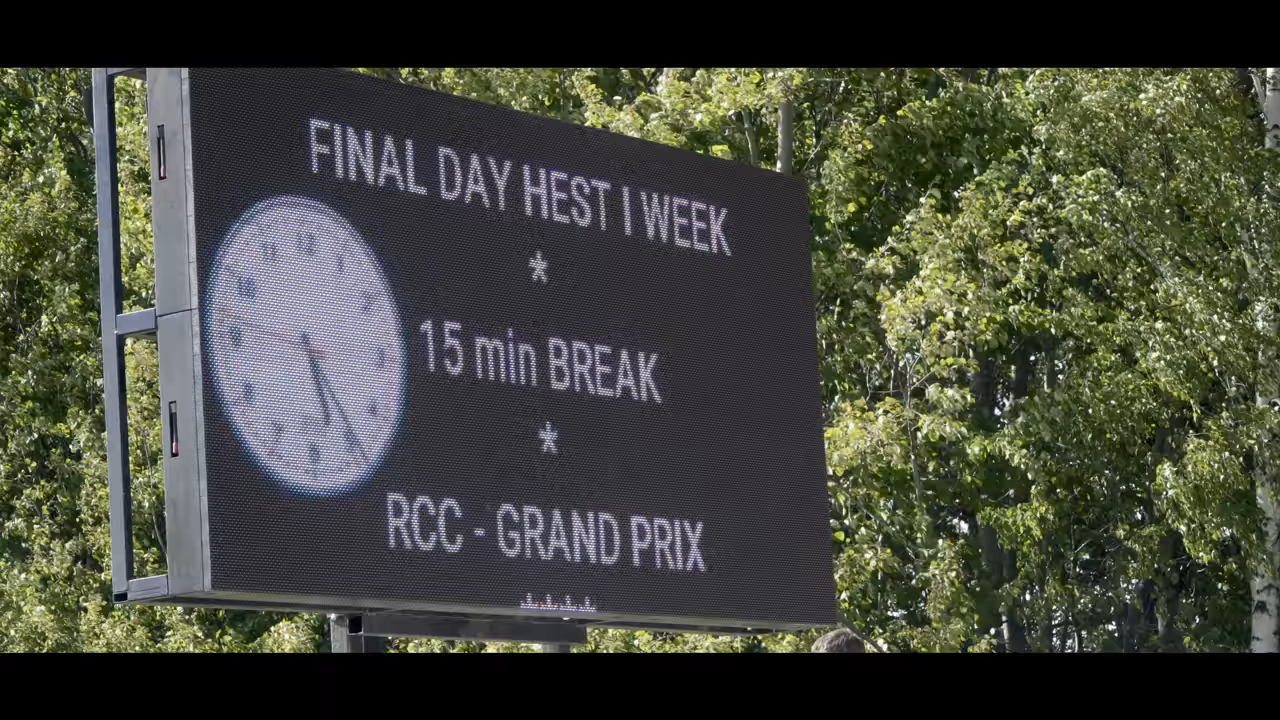 FINAL DAY HEST I WEEK
*
15 min BREAK
*
RCC - GRAND PRIX